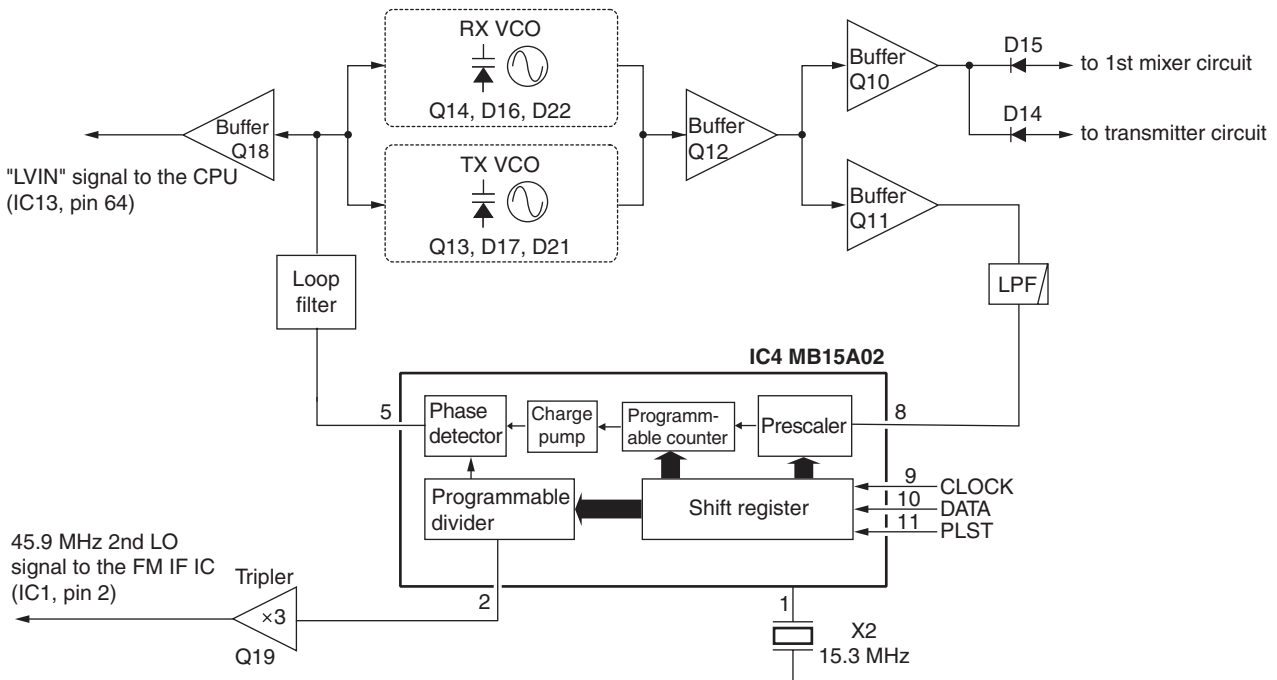 RX VCO
Q14, D16, D22
TX VCO
Q13, D17, D21
Buffer
Q18
"LVIN" signal to the CPU
(IC13, pin 64)
Buffer
Q12
Buffer
Q10
Buffer
Q11
D15
to 1st mixer circuit
D14
to transmitter circuit
Loop
filter
LPF
IC4 MB15A02
5
Phase
detector
Charge
pump
Programm-
able counter
Prescaler
8
Programmable
divider
Shift register
9
CLOCK
10
DATA
11
PLST
45.9 MHz 2nd LO
signal to the FM IF IC
(IC1, pin 2)
Tripler
×3
Q19
2
1
X2
15.3 MHz